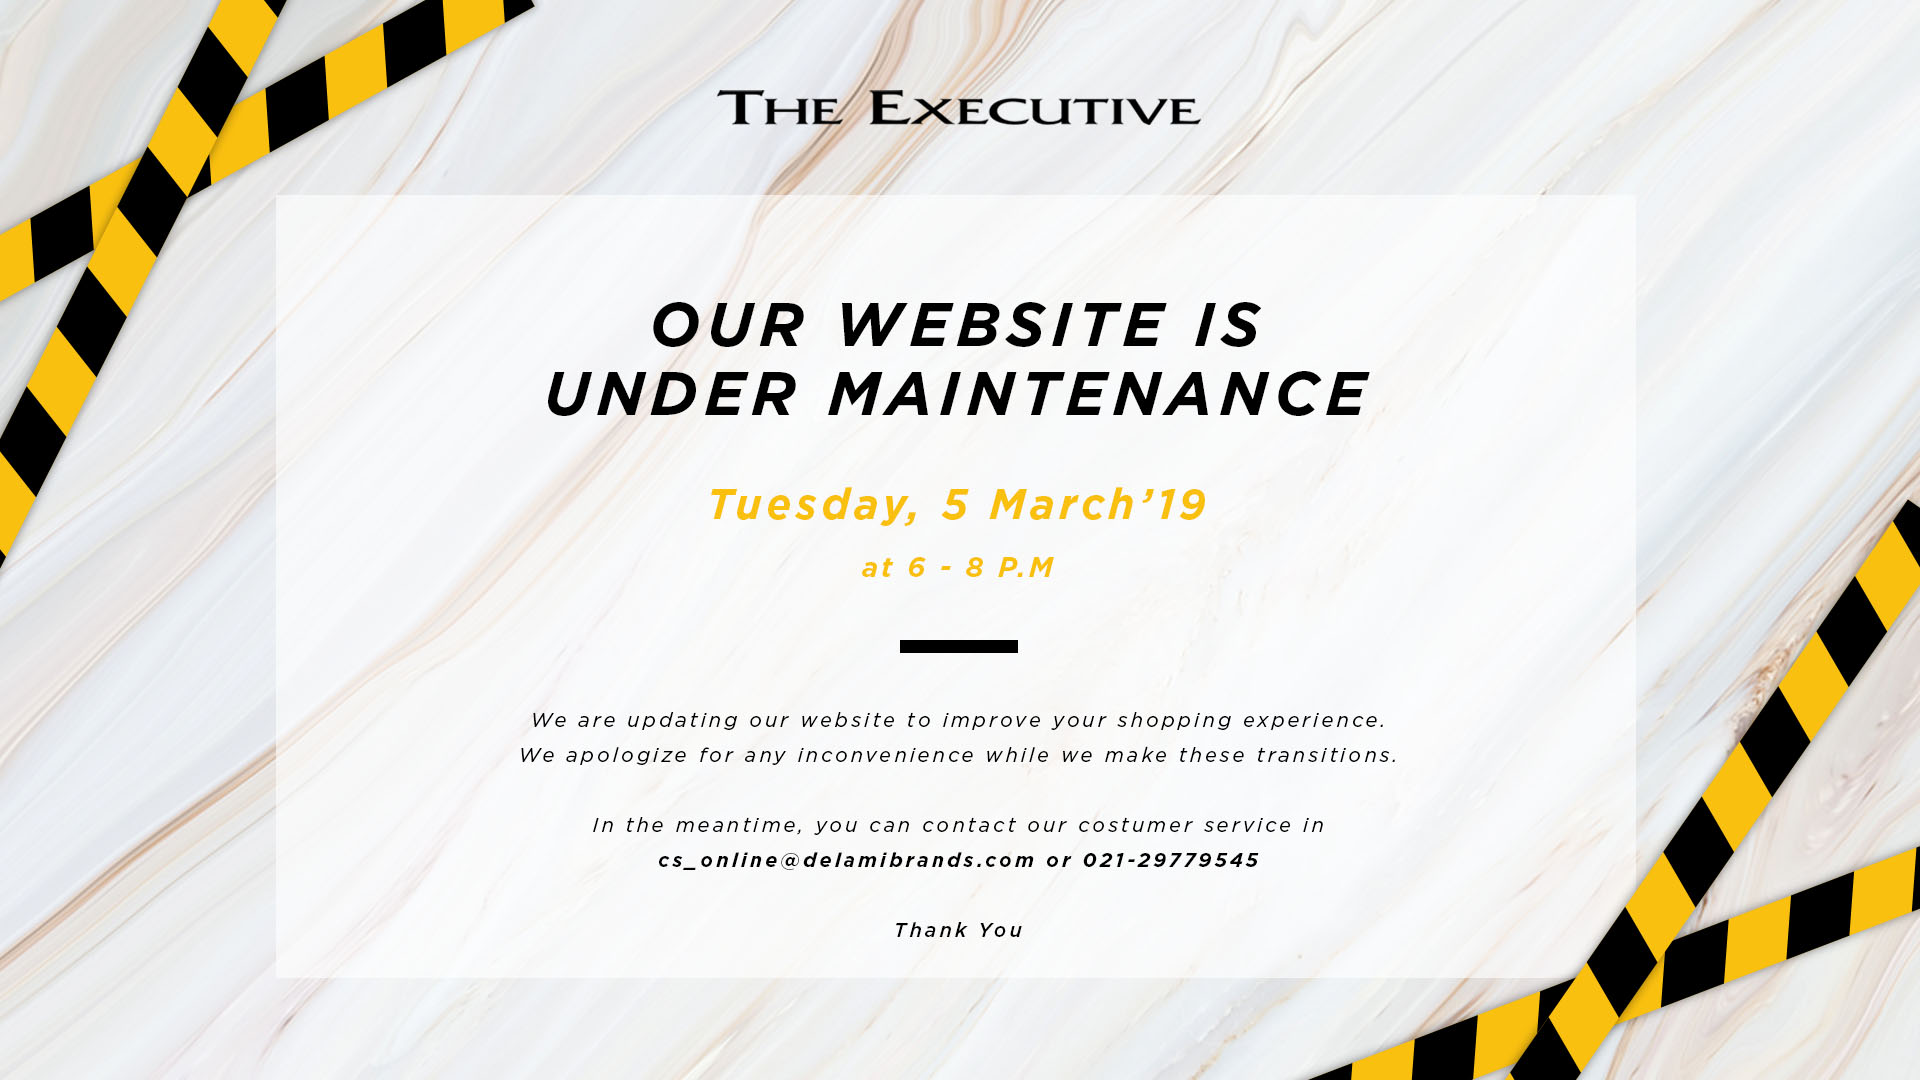 THE EXECUTIVE
OUR WEBSITE IS
UNDER MAINTENANCE
Tuesday, 5 March’19
at 6 - 8 P.M
We are updating our website to improve your shopping experience.
We apologize for any inconvenience while we make these transitions.
In the meantime, you can contact our costumer service in
cs_online@delamibrands.com or 021-29779545
Thank You